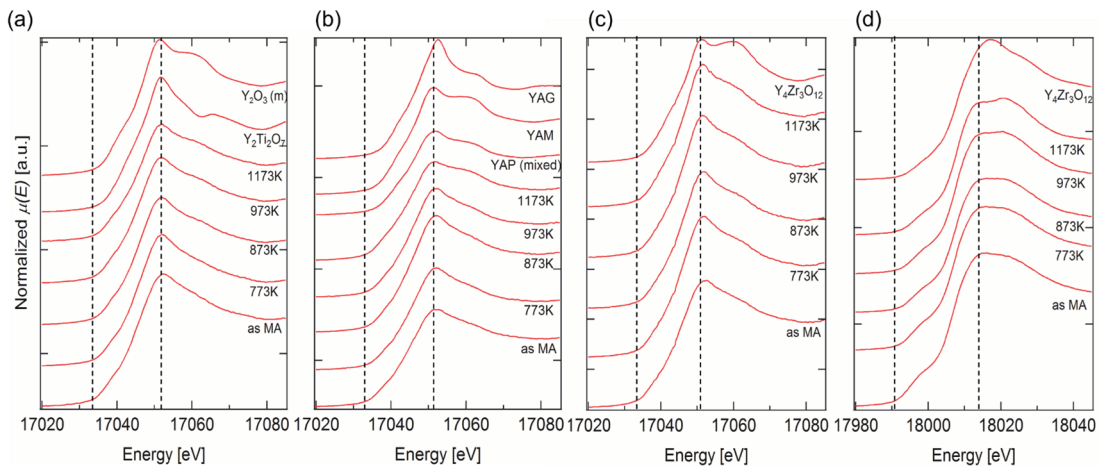 (a)
(b)
(c)
(d)
Normalized μ(E) [a.u.]
Y₂O₃ (m)
Y₂Ti₂O₇
1173K
973K
873K
773K
as MA
17020 17040 17060 17080
Energy [eV]
YAG
YAM
YAP (mixed)
1173K
973K
873K
773K
as MA
17020 17040 17060 17080
Energy [eV]
Y₄Zr₃O₁₂
1173K
973K
873K
773K
as MA
17020 17040 17060 17080
Energy [eV]
Y₄Zr₃O₁₂
1173K
973K
873K
773K
as MA
17980 18000 18020 18040
Energy [eV]